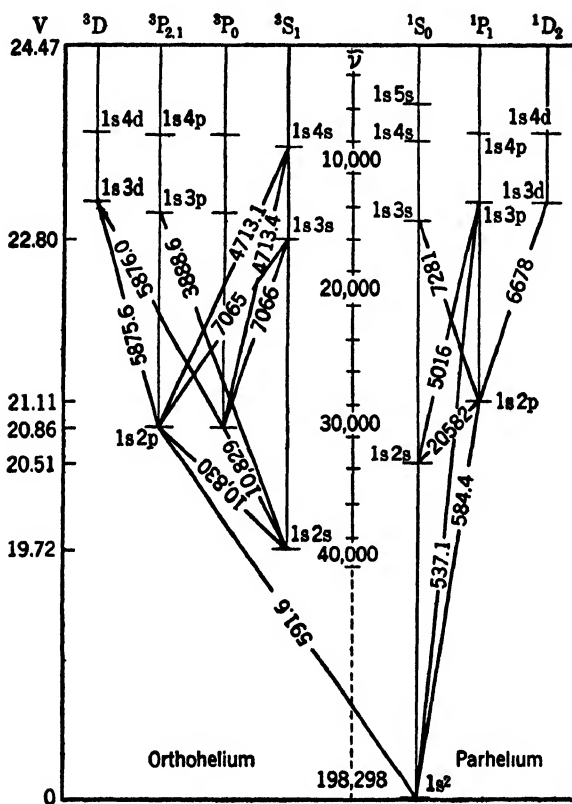 V ³D ³P2,1 ³P0 ³S1 ¹S0 ¹P1 ¹D2
24.47
ν̃
1s5s
1s4d 1s4p 1s4s 1s4s 1s4d
1s4p
10,000
1s3d 1s3p 1s3d
1s3s 1s3p
1s3s
22.80
5876.0 3888.6 4713.1 4713.4 7281 6678
5875.6 7065 7066 20,000 5016
21.11 1s2p
20.86 30,000
1s2p 20582
20.51 1s2s
10,830 10,829 584.4
1s2s
19.72 40,000 537.1
591.6
Orthohelium Parhelium
198,298 1s²
0